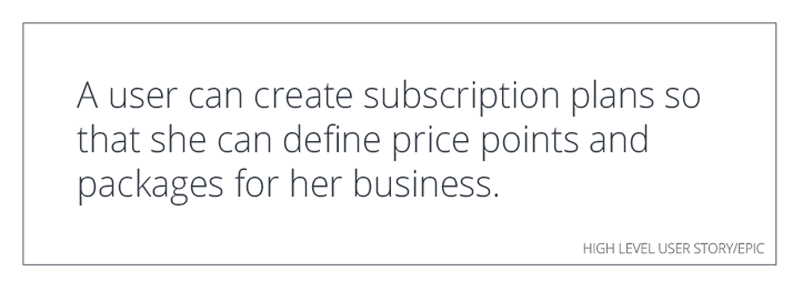 A user can create subscription plans so
that she can define price points and
packages for her business.
HIGH LEVEL USER STORY/EPIC